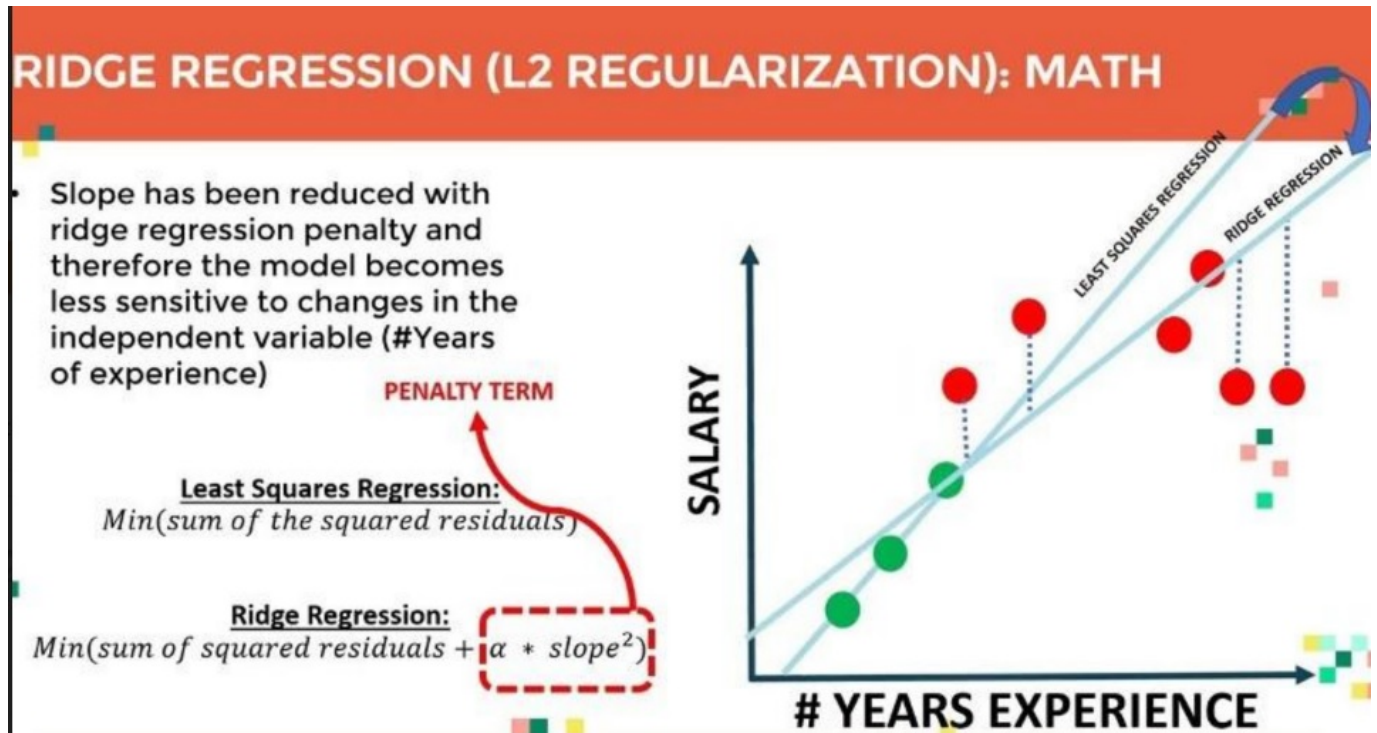 RIDGE REGRESSION (L2 REGULARIZATION): MATH
Slope has been reduced with
ridge regression penalty and
therefore the model becomes
less sensitive to changes in the
independent variable (#Years
of experience)
PENALTY TERM
Least Squares Regression:
Min(sum of the squared residuals)
Ridge Regression:
Min(sum of squared residuals + α * slope²)
LEAST SQUARES REGRESSION
RIDGE REGRESSION
SALARY
# YEARS EXPERIENCE